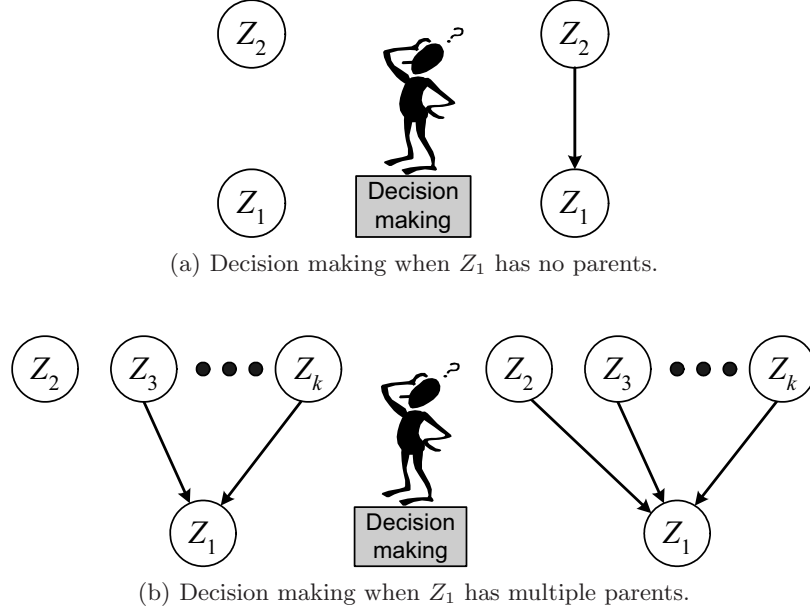 Z2 ? Z2
Z1 Decision making Z1
(a) Decision making when Z1 has no parents.
Z2 Z3 Zk ? Z2 Z3 Zk
Z1 Decision making Z1
(b) Decision making when Z1 has multiple parents.